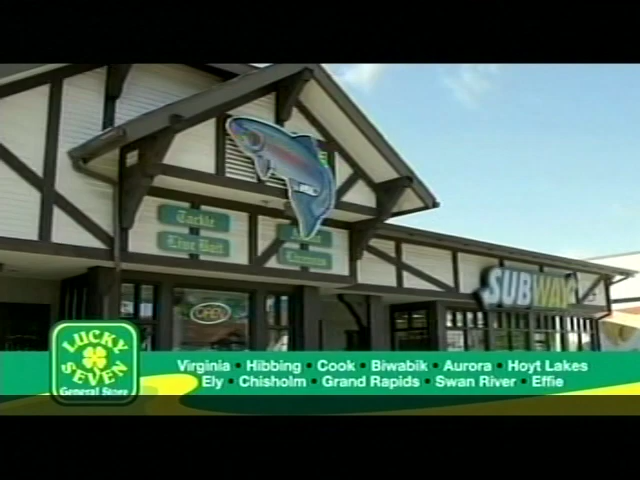 Tackle
Live Bait
SUBWAY
OPEN
LUCKY
SEVEN
General Store
Virginia • Hibbing • Cook • Biwabik • Aurora • Hoyt Lakes
Ely • Chisholm • Grand Rapids • Swan River • Effie